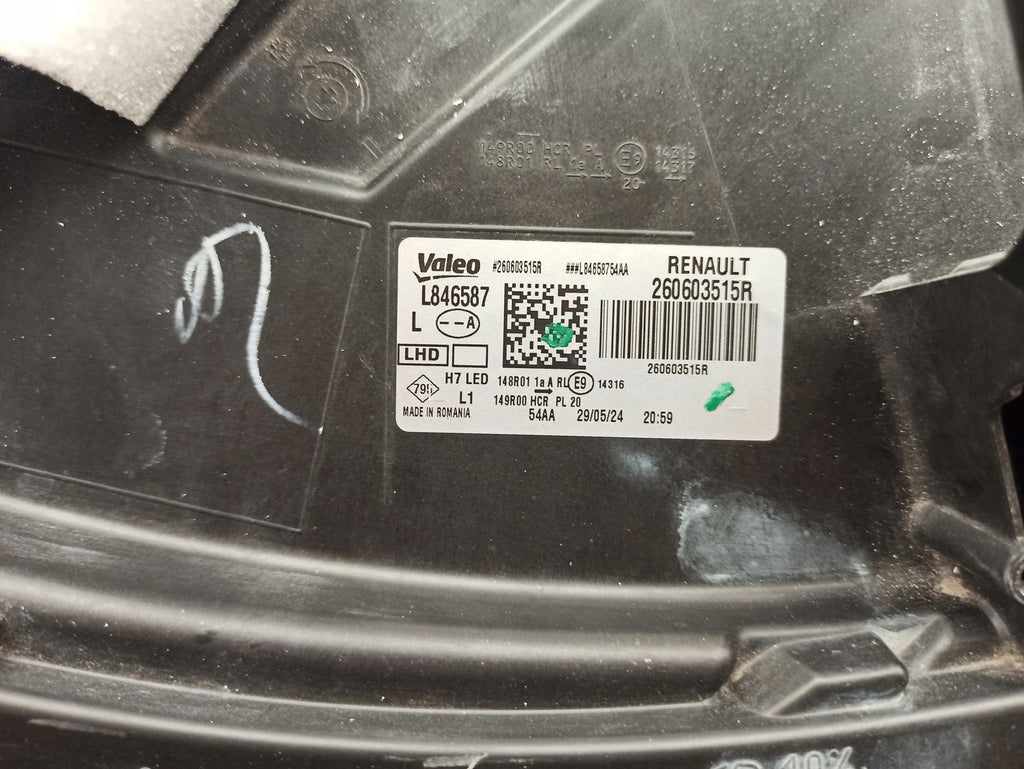 149R00 HCR PL 14316
148R01 RL 1a A E9 14317
20
Valeo #260603515R ###L84658754AA RENAULT
L846587 260603515R
L --A
LHD
260603515R
H7 LED 148R01 1a A RL E9 14316
L1 149R00 HCR PL 20
MADE IN ROMANIA 54AA 29/05/24 20:59